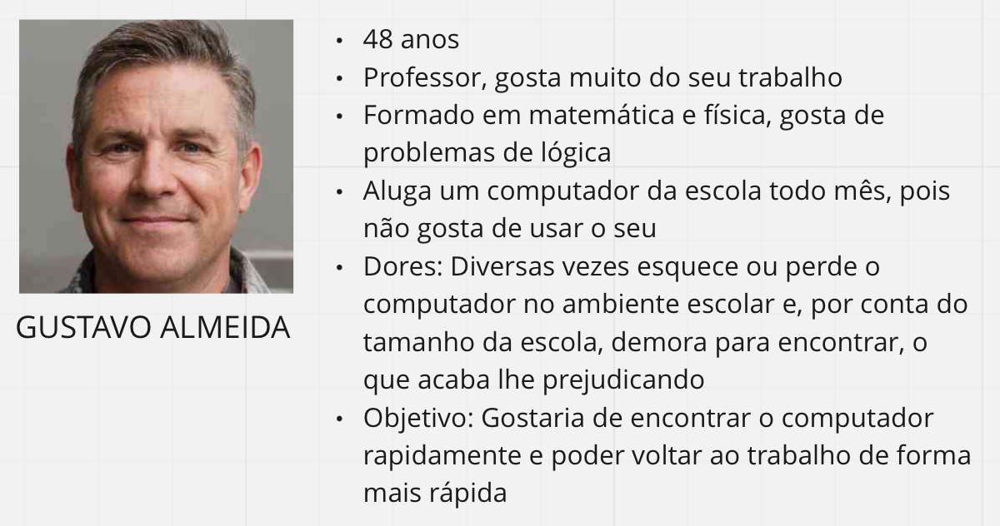 GUSTAVO ALMEIDA
• 48 anos
• Professor, gosta muito do seu trabalho
• Formado em matemática e física, gosta de
problemas de lógica
• Aluga um computador da escola todo mês, pois
não gosta de usar o seu
• Dores: Diversas vezes esquece ou perde o
computador no ambiente escolar e, por conta do
tamanho da escola, demora para encontrar, o
que acaba lhe prejudicando
• Objetivo: Gostaria de encontrar o computador
rapidamente e poder voltar ao trabalho de forma
mais rápida